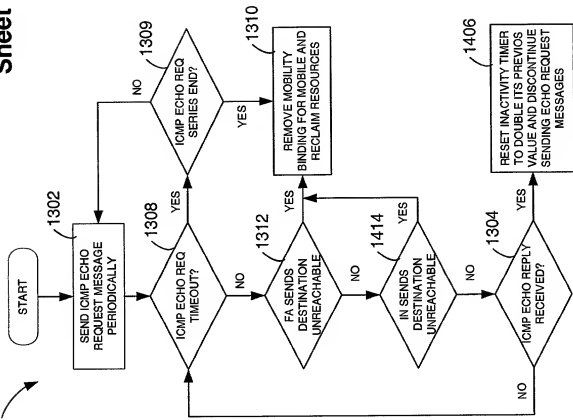 Sheet
START
1302
SEND ICMP ECHO
REQUEST MESSAGE
PERIODICALLY
1308
ICMP ECHO REQ
TIMEOUT?
YES
NO
1309
ICMP ECHO REQ
SERIES END?
NO
YES
1310
REMOVE MOBILITY
BINDING FOR MOBILE AND
RECLAIM RESOURCES
1312
FA SENDS
DESTINATION
UNREACHABLE
YES
NO
1414
IN SENDS
DESTINATION
UNREACHABLE
YES
NO
1304
ICMP ECHO REPLY
RECEIVED?
YES
NO
1406
RESET INACTIVITY TIMER
TO DOUBLE ITS PREVIOS
VALUE AND DISCONTINUE
SENDING ECHO REQUEST
MESSAGES